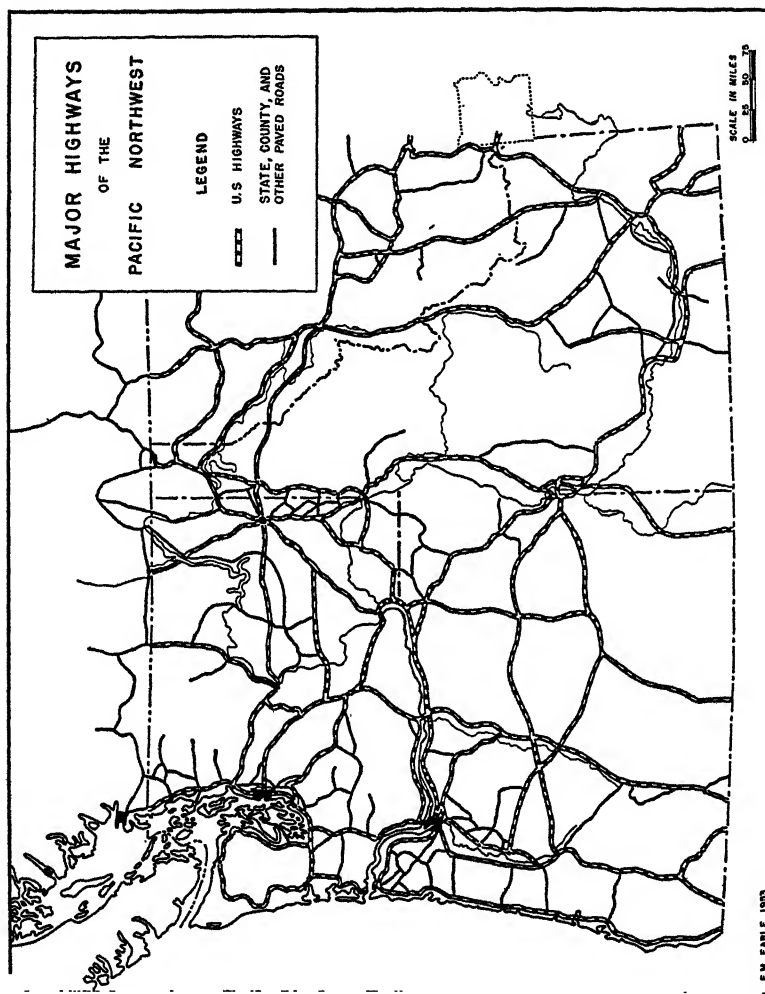 MAJOR HIGHWAYS
OF THE
PACIFIC NORTHWEST
LEGEND
U.S HIGHWAYS
STATE, COUNTY, AND
OTHER PAVED ROADS
SCALE IN MILES
0 25 50 75
F.M. EARLE